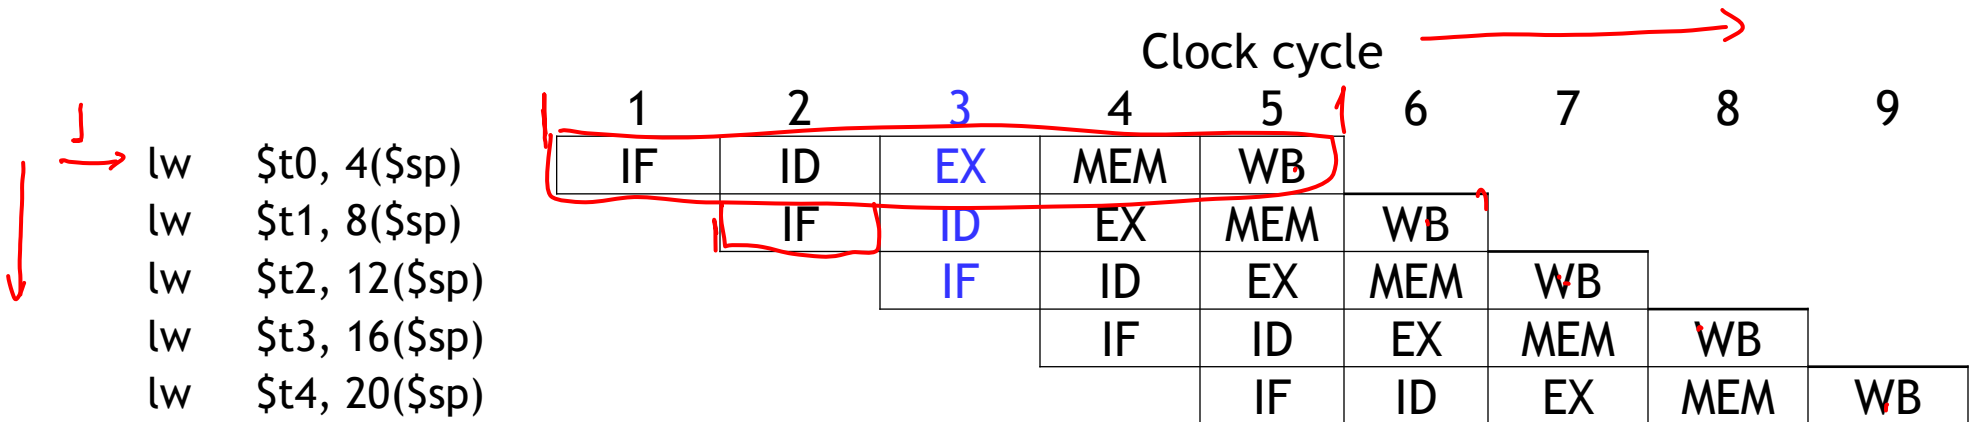 Clock cycle
1 2 3 4 5 6 7 8 9
lw $t0, 4($sp) IF ID EX MEM WB
lw $t1, 8($sp) IF ID EX MEM WB
lw $t2, 12($sp) IF ID EX MEM WB
lw $t3, 16($sp) IF ID EX MEM WB
lw $t4, 20($sp) IF ID EX MEM WB